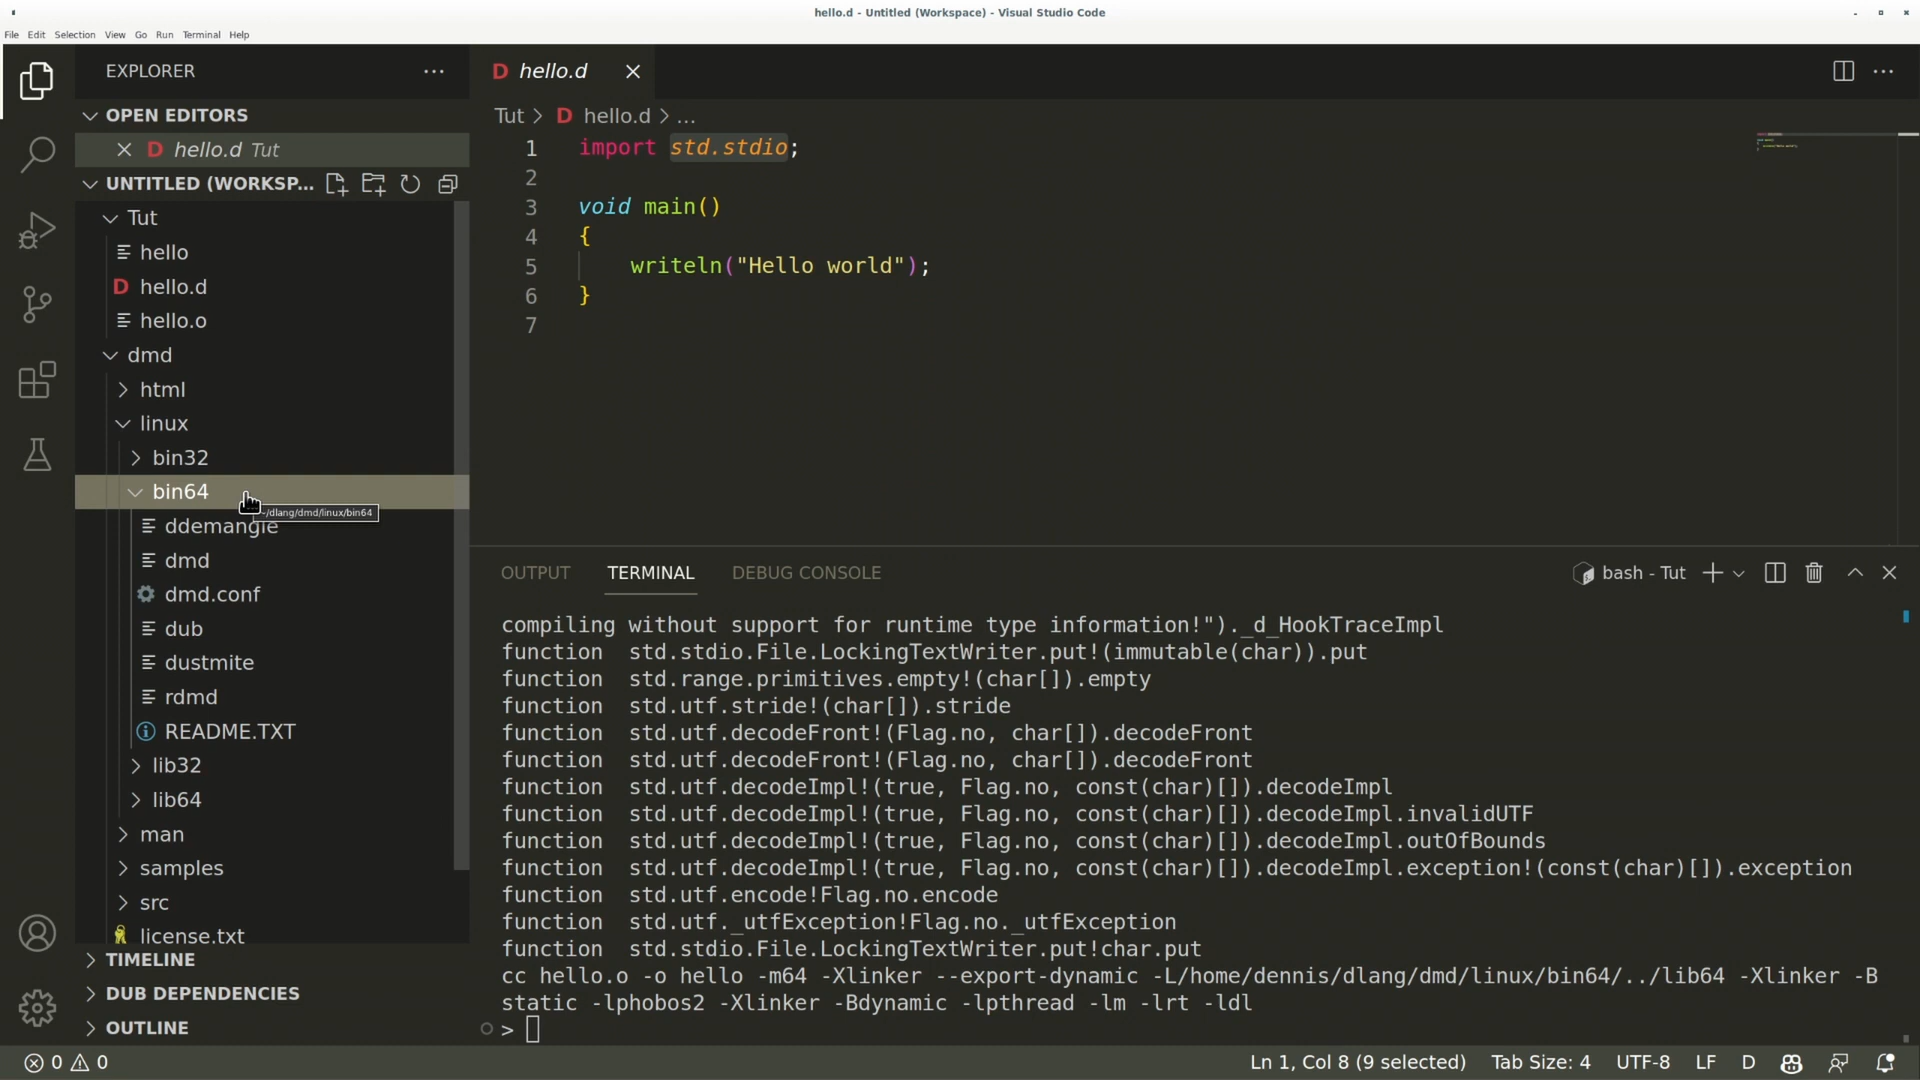 hello.d - Untitled (Workspace) - Visual Studio Code
File Edit Selection View Go Run Terminal Help
EXPLORER
OPEN EDITORS
hello.d Tut
UNTITLED (WORKSP...
Tut
hello
hello.d
hello.o
dmd
html
linux
bin32
bin64
/dlang/dmd/linux/bin64
ddemangle
dmd
dmd.conf
dub
dustmite
rdmd
README.TXT
lib32
lib64
man
samples
src
license.txt
TIMELINE
DUB DEPENDENCIES
OUTLINE
D hello.d
Tut > D hello.d > ...
1 import std.stdio;
2
3 void main()
4 {
5 writeln("Hello world");
6 }
7
OUTPUT TERMINAL DEBUG CONSOLE
bash - Tut
compiling without support for runtime type information!")._d_HookTraceImpl
function std.stdio.File.LockingTextWriter.put!(immutable(char)).put
function std.range.primitives.empty!(char[]).empty
function std.utf.stride!(char[]).stride
function std.utf.decodeFront!(Flag.no, char[]).decodeFront
function std.utf.decodeFront!(Flag.no, char[]).decodeFront
function std.utf.decodeImpl!(true, Flag.no, const(char)[]).decodeImpl
function std.utf.decodeImpl!(true, Flag.no, const(char)[]).decodeImpl.invalidUTF
function std.utf.decodeImpl!(true, Flag.no, const(char)[]).decodeImpl.outOfBounds
function std.utf.decodeImpl!(true, Flag.no, const(char)[]).decodeImpl.exception!(const(char)[]).exception
function std.utf.encode!Flag.no.encode
function std.utf._utfException!Flag.no._utfException
function std.stdio.File.LockingTextWriter.put!char.put
cc hello.o -o hello -m64 -Xlinker --export-dynamic -L/home/dennis/dlang/dmd/linux/bin64/../lib64 -Xlinker -B
static -lphobos2 -Xlinker -Bdynamic -lpthread -lm -lrt -ldl
>
0 0
Ln 1, Col 8 (9 selected) Tab Size: 4 UTF-8 LF D